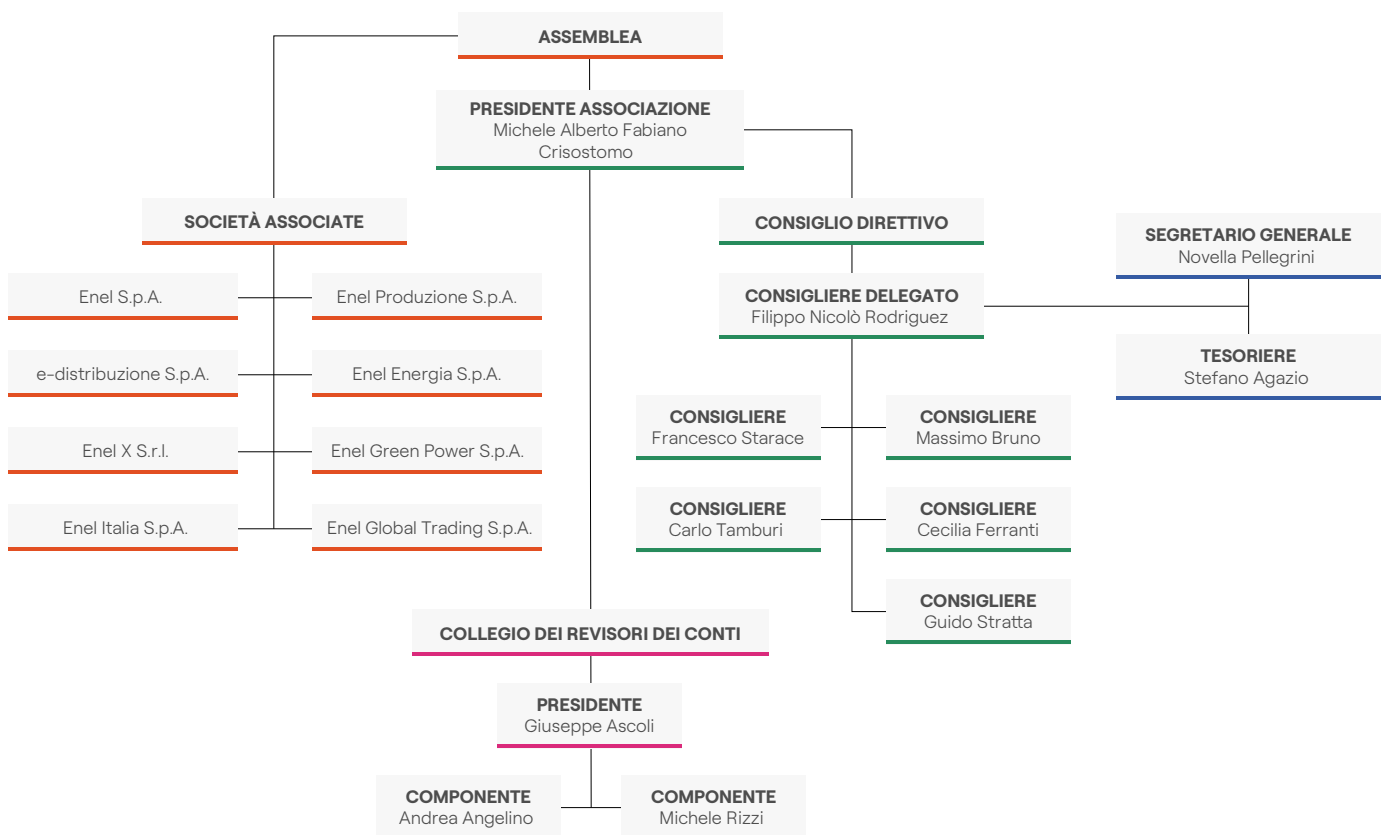 ASSEMBLEA
PRESIDENTE ASSOCIAZIONE
Michele Alberto Fabiano
Crisostomo
SOCIETÀ ASSOCIATE
Enel S.p.A.
Enel Produzione S.p.A.
e-distribuzione S.p.A.
Enel Energia S.p.A.
Enel X S.r.l.
Enel Green Power S.p.A.
Enel Italia S.p.A.
Enel Global Trading S.p.A.
CONSIGLIO DIRETTIVO
CONSIGLIERE DELEGATO
Filippo Nicolò Rodriguez
SEGRETARIO GENERALE
Novella Pellegrini
TESORIERE
Stefano Agazio
CONSIGLIERE
Francesco Starace
CONSIGLIERE
Massimo Bruno
CONSIGLIERE
Carlo Tamburi
CONSIGLIERE
Cecilia Ferranti
CONSIGLIERE
Guido Stratta
COLLEGIO DEI REVISORI DEI CONTI
PRESIDENTE
Giuseppe Ascoli
COMPONENTE
Andrea Angelino
COMPONENTE
Michele Rizzi